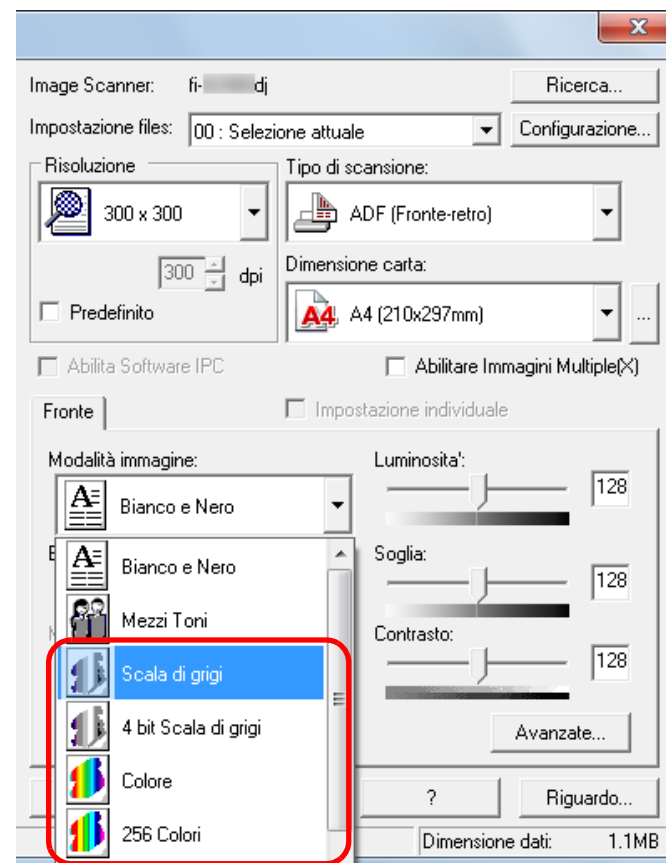 Image Scanner: fi- dj Ricerca...
Impostazione files: 00 : Selezione attuale Configurazione...
Risoluzione Tipo di scansione:
300 x 300 ADF (Fronte-retro)
300 dpi Dimensione carta:
Predefinito A4 A4 (210x297mm) ...
Abilita Software IPC Abilitare Immagini Multiple(X)
Fronte Impostazione individuale
Modalità immagine: Luminosita':
Bianco e Nero 128
Bianco e Nero Soglia:
128
Mezzi Toni
Contrasto:
Scala di grigi 128
4 bit Scala di grigi Avanzate...
Colore ? Riguardo...
256 Colori Dimensione dati: 1.1MB